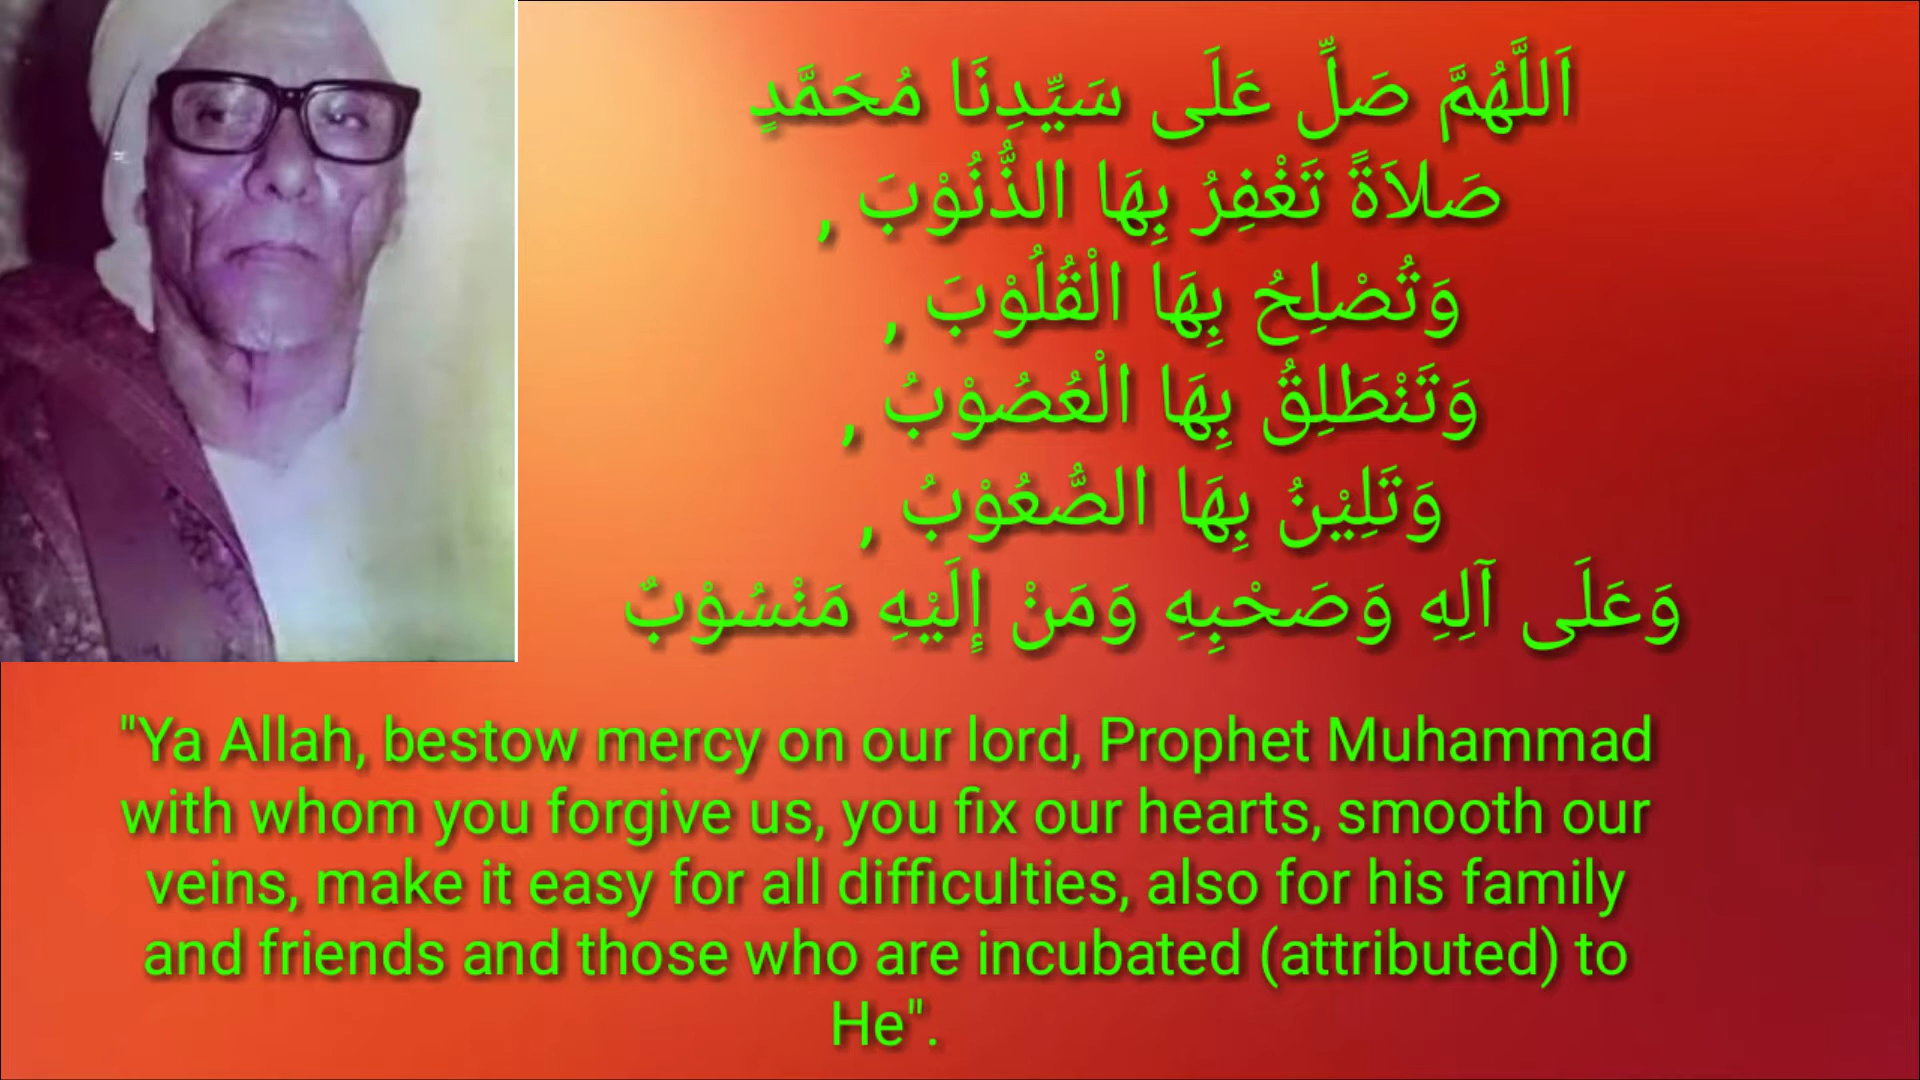 اَللَّهُمَّ صَلِّ عَلَى سَيِّدِنَا مُحَمَّدٍ
صَلاَةً تَغْفِرُ بِهَا الذُّنُوْبَ ,
وَتُصْلِحُ بِهَا الْقُلُوْبَ ,
وَتَنْطَلِقُ بِهَا الْعُصُوْبُ ,
وَتَلِيْنُ بِهَا الصُّعُوْبُ ,
وَعَلَى آلِهِ وَصَحْبِهِ وَمَنْ إِلَيْهِ مَنْسُوْبٌ
"Ya Allah, bestow mercy on our lord, Prophet Muhammad
with whom you forgive us, you fix our hearts, smooth our
veins, make it easy for all difficulties, also for his family
and friends and those who are incubated (attributed) to
He".